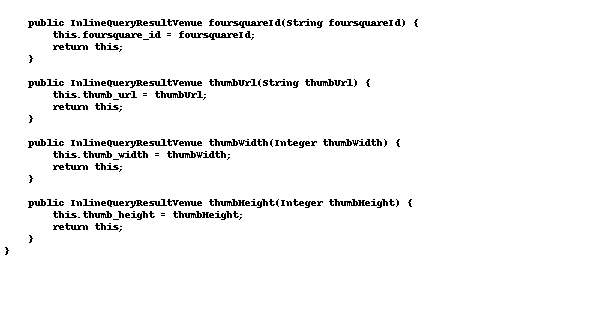 public InlineQueryResultVenue foursquareId(String foursquareId) {
        this.foursquare_id = foursquareId;
        return this;
    }

    public InlineQueryResultVenue thumbUrl(String thumbUrl) {
        this.thumb_url = thumbUrl;
        return this;
    }

    public InlineQueryResultVenue thumbWidth(Integer thumbWidth) {
        this.thumb_width = thumbWidth;
        return this;
    }

    public InlineQueryResultVenue thumbHeight(Integer thumbHeight) {
        this.thumb_height = thumbHeight;
        return this;
    }
}